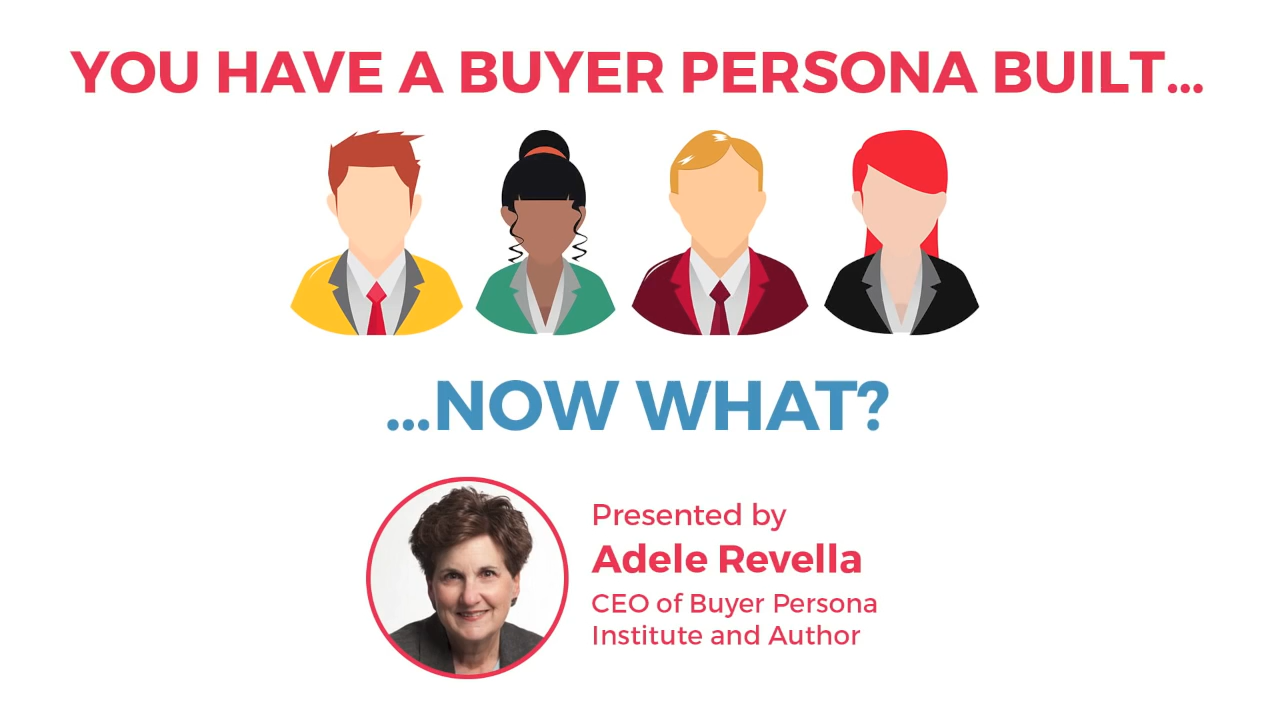 YOU HAVE A BUYER PERSONA BUILT...
...NOW WHAT?
Presented by
Adele Revella
CEO of Buyer Persona
Institute and Author